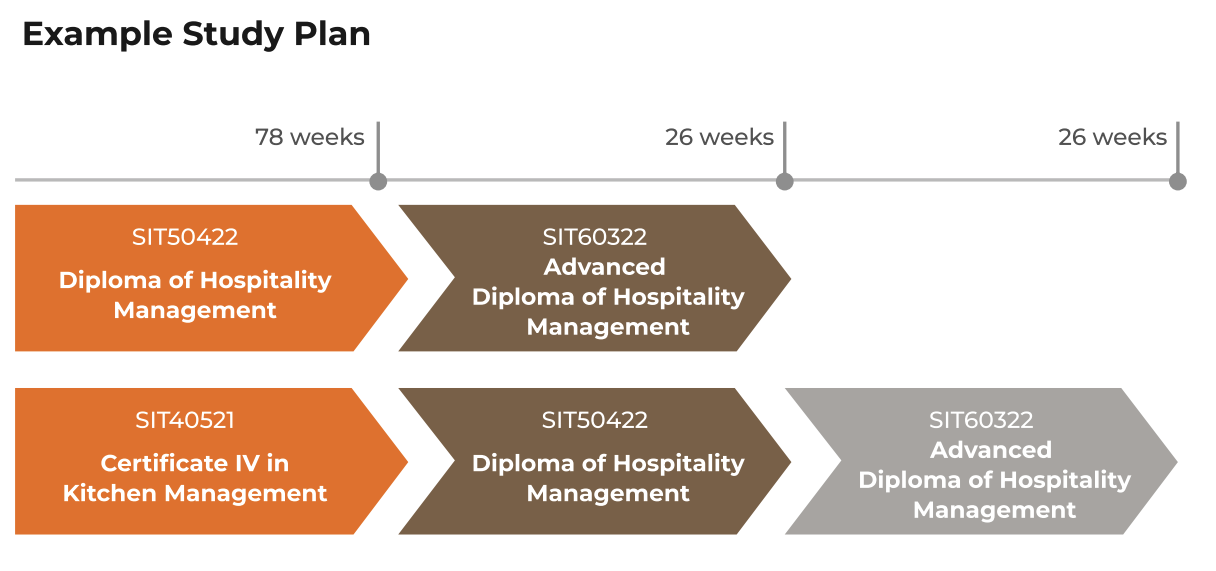 Example Study Plan
78 weeks
26 weeks
26 weeks
SIT50422
Diploma of Hospitality
Management
SIT60322
Advanced
Diploma of Hospitality
Management
SIT40521
Certificate IV in
Kitchen Management
SIT50422
Diploma of Hospitality
Management
SIT60322
Advanced
Diploma of Hospitality
Management